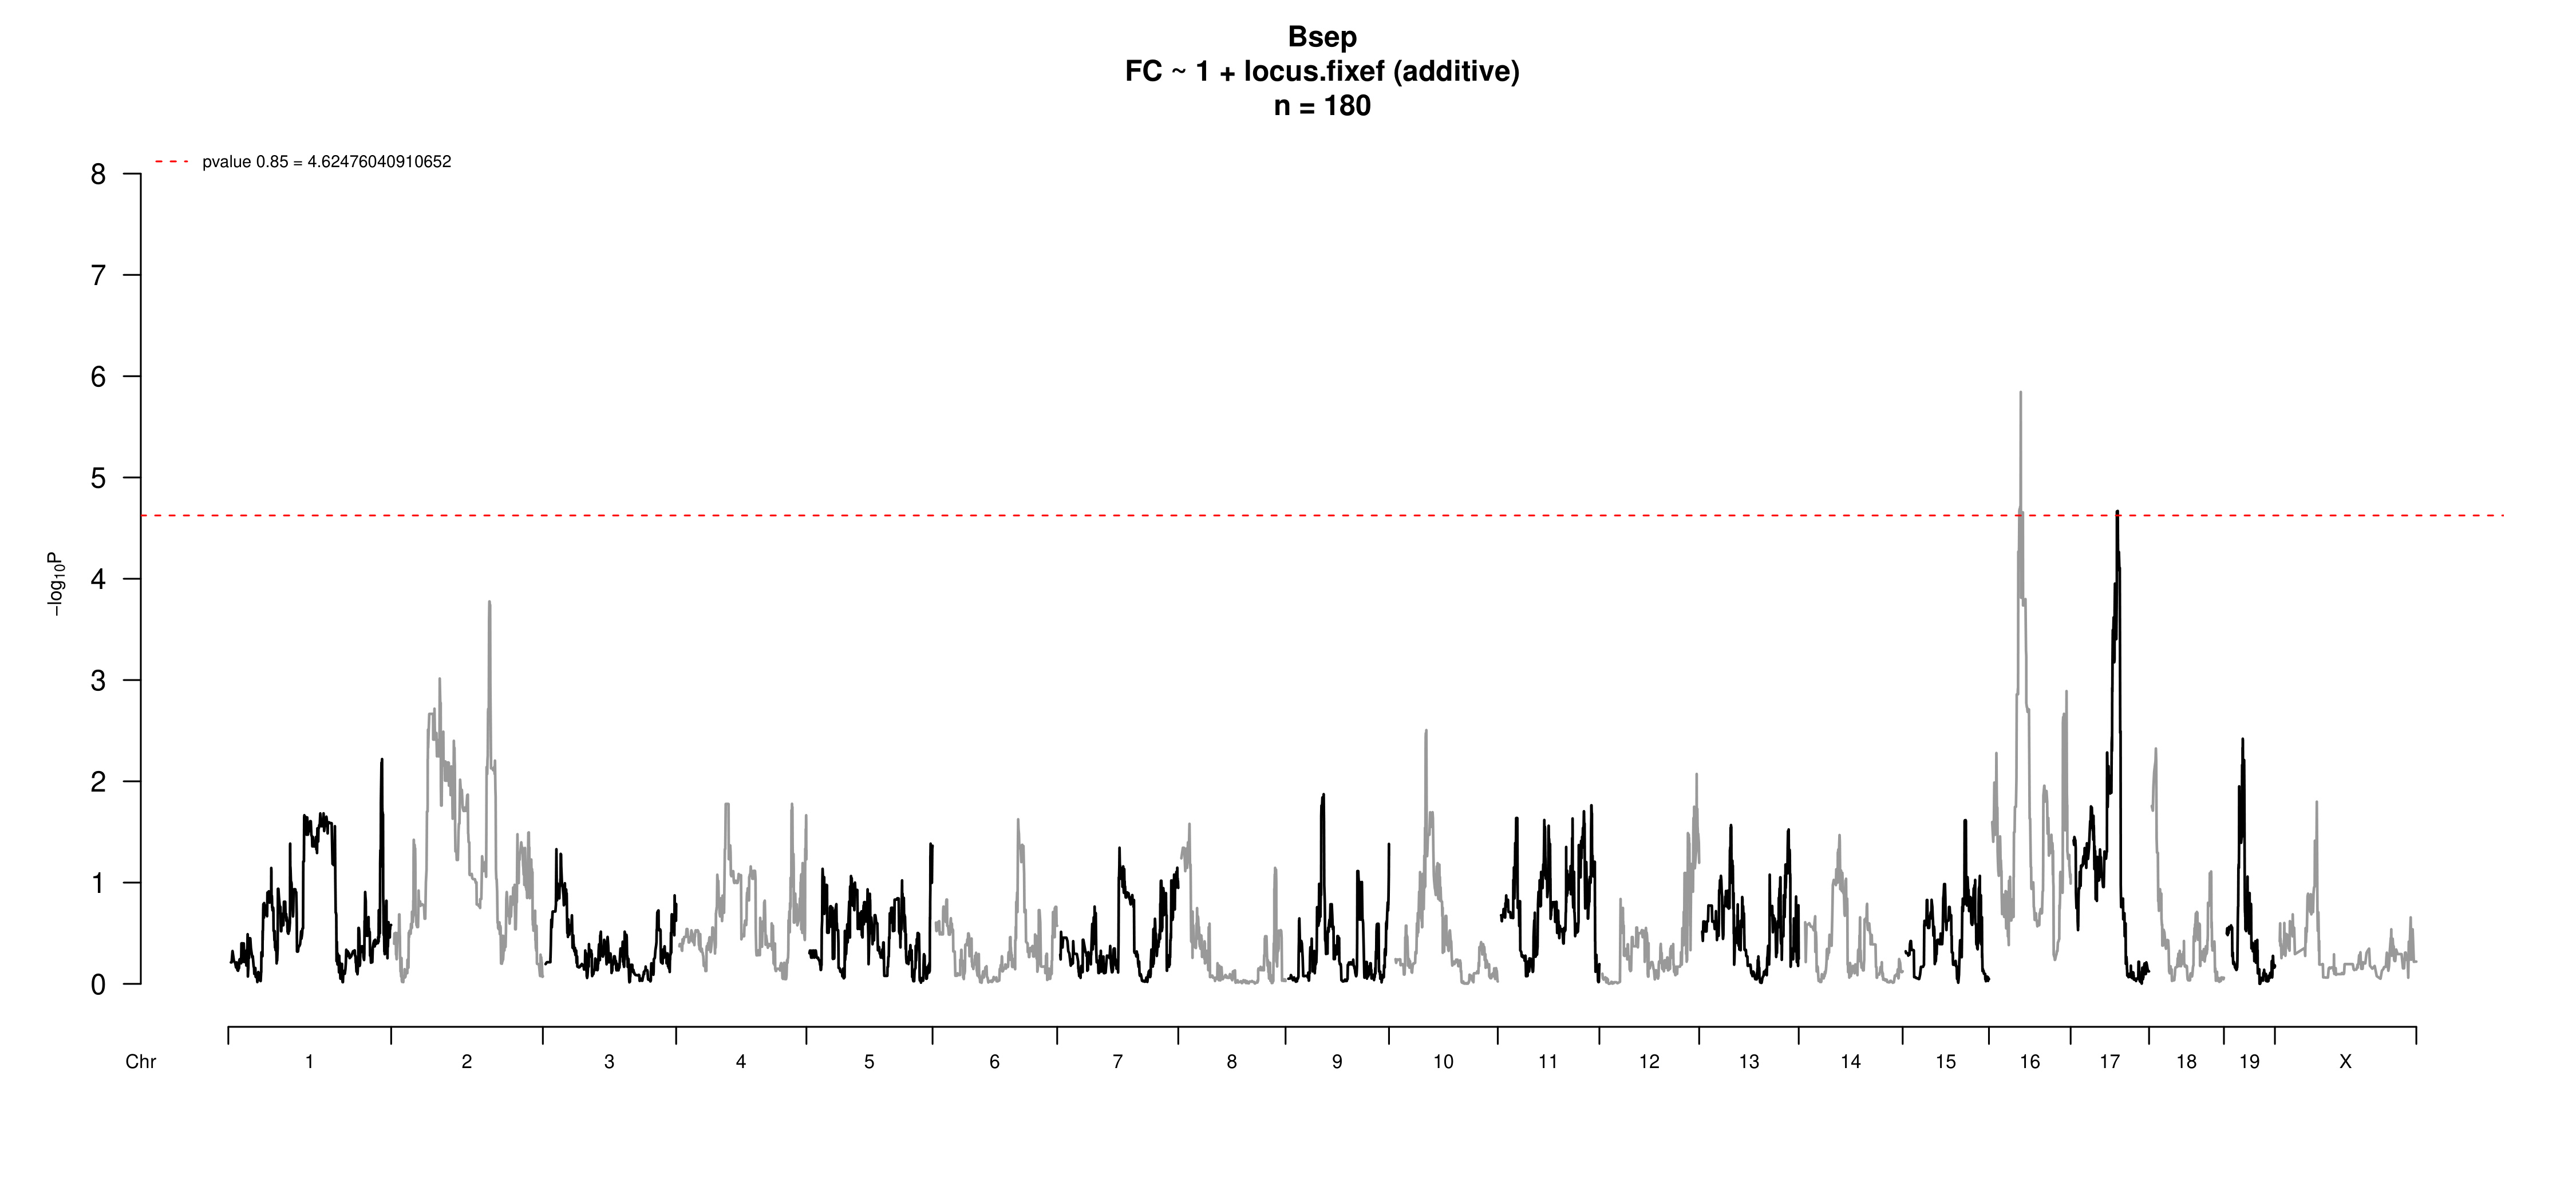 Bsep
FC ~ 1 + locus.fixef (additive)
n = 180
pvalue 0.85 = 4.62476040910652
8
7
6
5
4
3
2
1
0
−log10P
Chr 1 2 3 4 5 6 7 8 9 10 11 12 13 14 15 16 17 18 19 X